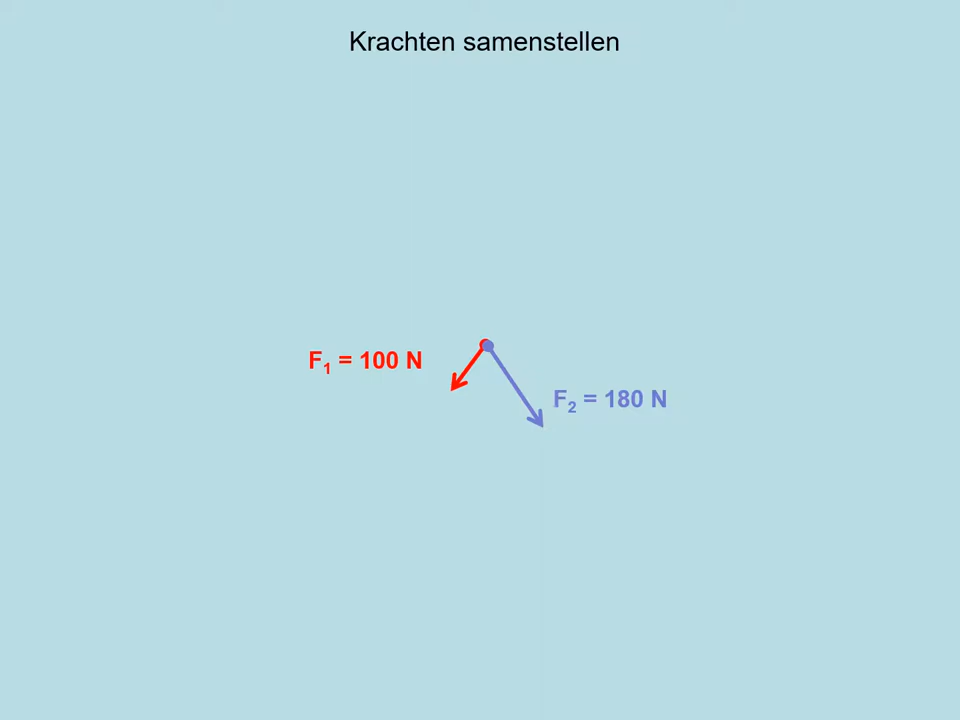 Krachten samenstellen
F₁ = 100 N
F₂ = 180 N